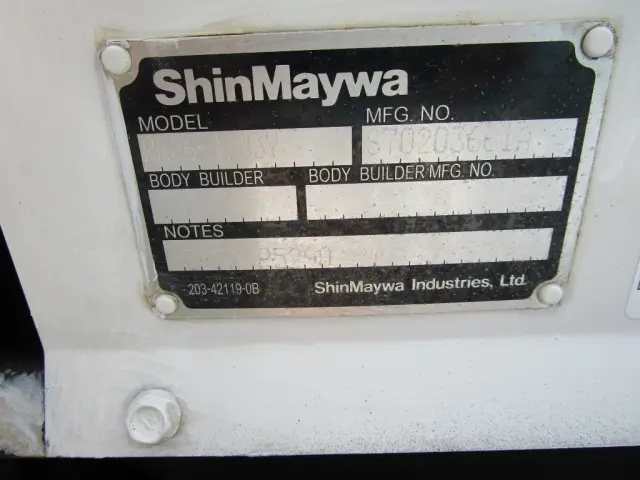 ShinMaywa
MODEL MFG. NO.
BODY BUILDER BODY BUILDER MFG. NO.
NOTES
203-42119-0B ShinMaywa Industries, Ltd.